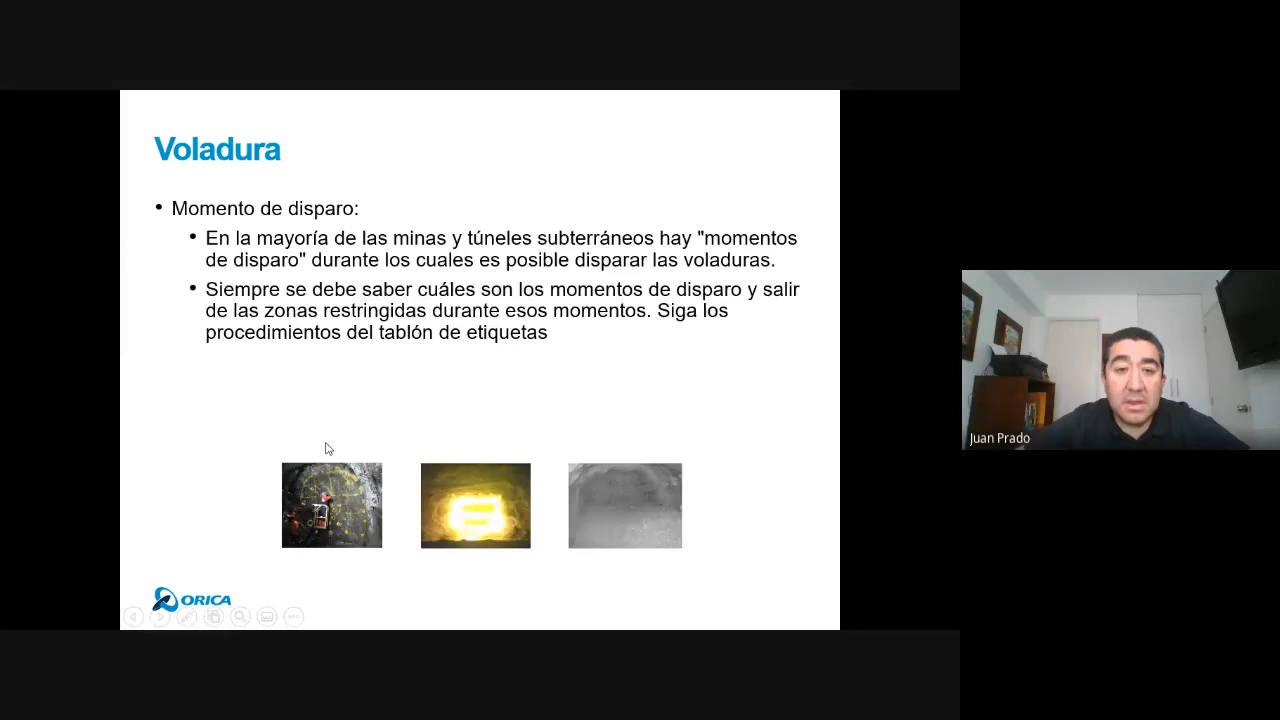 Voladura
• Momento de disparo:
• En la mayoría de las minas y túneles subterráneos hay "momentos
de disparo" durante los cuales es posible disparar las voladuras.
• Siempre se debe saber cuáles son los momentos de disparo y salir
de las zonas restringidas durante esos momentos. Siga los
procedimientos del tablón de etiquetas
ORICA
Juan Prado